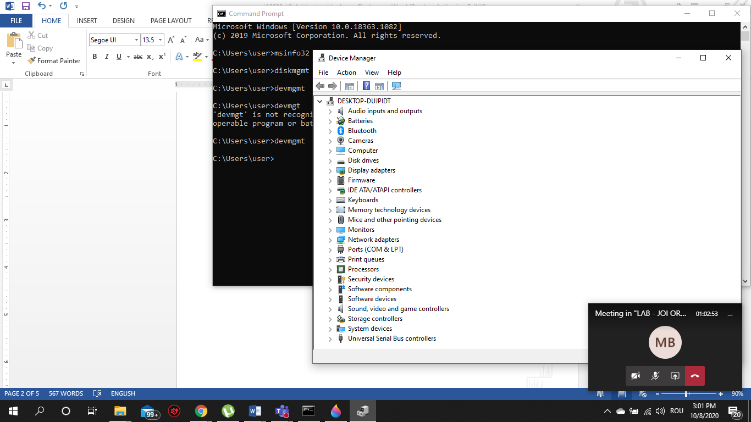 FILE HOME INSERT DESIGN PAGE LAYOUT
Paste
Cut
Copy
Format Painter
Clipboard
Segoe UI 13.5 Aa
B I U abc x₂ x²
Font
Command Prompt
Microsoft Windows [Version 10.0.18363.1082]
(c) 2019 Microsoft Corporation. All rights reserved.
C:\Users\user>msinfo32
C:\Users\user>diskmgmt
C:\Users\user>devmgmt
C:\Users\user>devmgt
'devmgt' is not recogni
operable program or bat
C:\Users\user>devmgmt
C:\Users\user>
Device Manager
File Action View Help
DESKTOP-DUIPIDT
Audio inputs and outputs
Batteries
Bluetooth
Cameras
Computer
Disk drives
Display adapters
Firmware
IDE ATA/ATAPI controllers
Keyboards
Memory technology devices
Mice and other pointing devices
Monitors
Network adapters
Ports (COM & LPT)
Print queues
Processors
Security devices
Software components
Software devices
Sound, video and game controllers
Storage controllers
System devices
Universal Serial Bus controllers
Meeting in "LAB - JOI OR... 01:02:53 ...
MB
PAGE 2 OF 5 567 WORDS ENGLISH 90%
99+ ROU 3:01 PM
10/8/2020 20